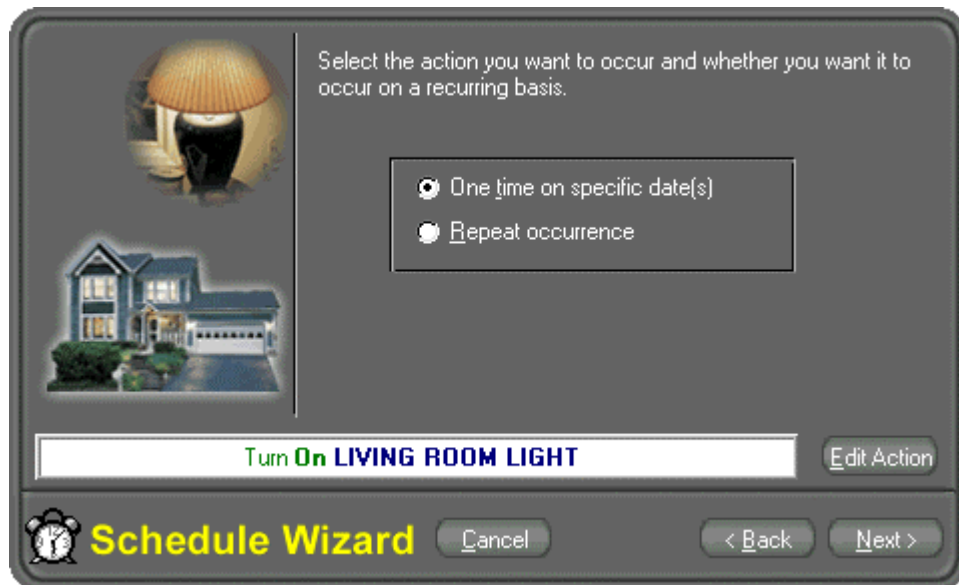 Select the action you want to occur and whether you want it to
occur on a recurring basis.
One time on specific date(s)
Repeat occurrence
Turn On LIVING ROOM LIGHT
Edit Action
Schedule Wizard
Cancel
< Back
Next >